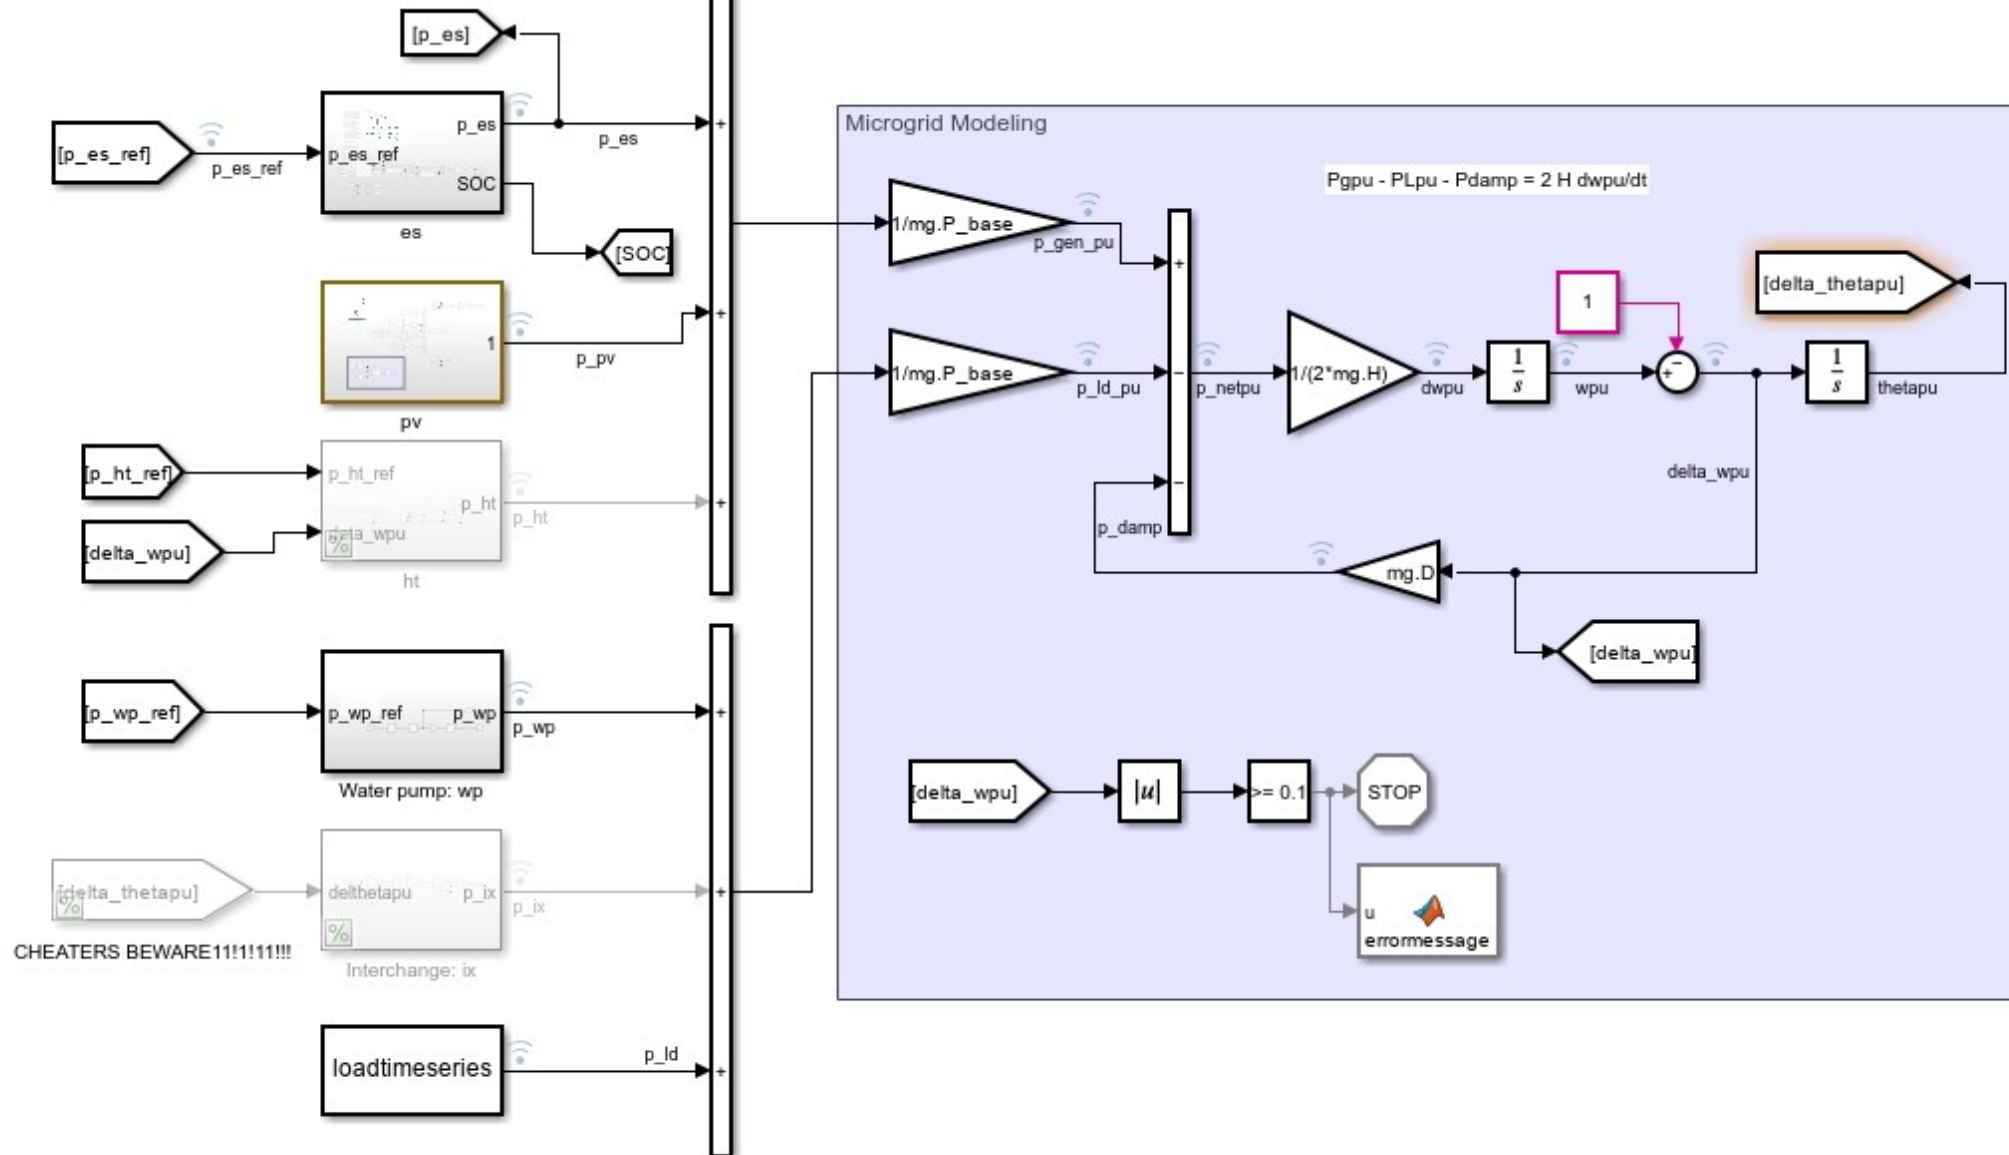 [p_es]
[p_es_ref]
p_es_ref
p_es_ref
p_es
SOC
es
p_es
[SOC]
1
pv
p_pv
[p_ht_ref]
[delta_wpu]
p_ht_ref
p_ht
delta_wpu
%
ht
p_ht
[p_wp_ref]
p_wp_ref
p_wp
Water pump: wp
p_wp
[delta_thetapu]
%
CHEATERS BEWARE11!1!11!!!
delthetapu
p_ix
%
Interchange: ix
p_ix
loadtimeseries
p_ld
+
+
+
+
+
+
Microgrid Modeling
Pgpu - PLpu - Pdamp = 2 H dwpu/dt
1/mg.P_base
p_gen_pu
1/mg.P_base
p_ld_pu
+
−
−
p_netpu
1/(2*mg.H)
dwpu
1
s
wpu
1
−
+
1
s
thetapu
[delta_thetapu]
delta_wpu
p_damp
mg.D
[delta_wpu]
[delta_wpu]
|u|
>= 0.1
STOP
u
errormessage